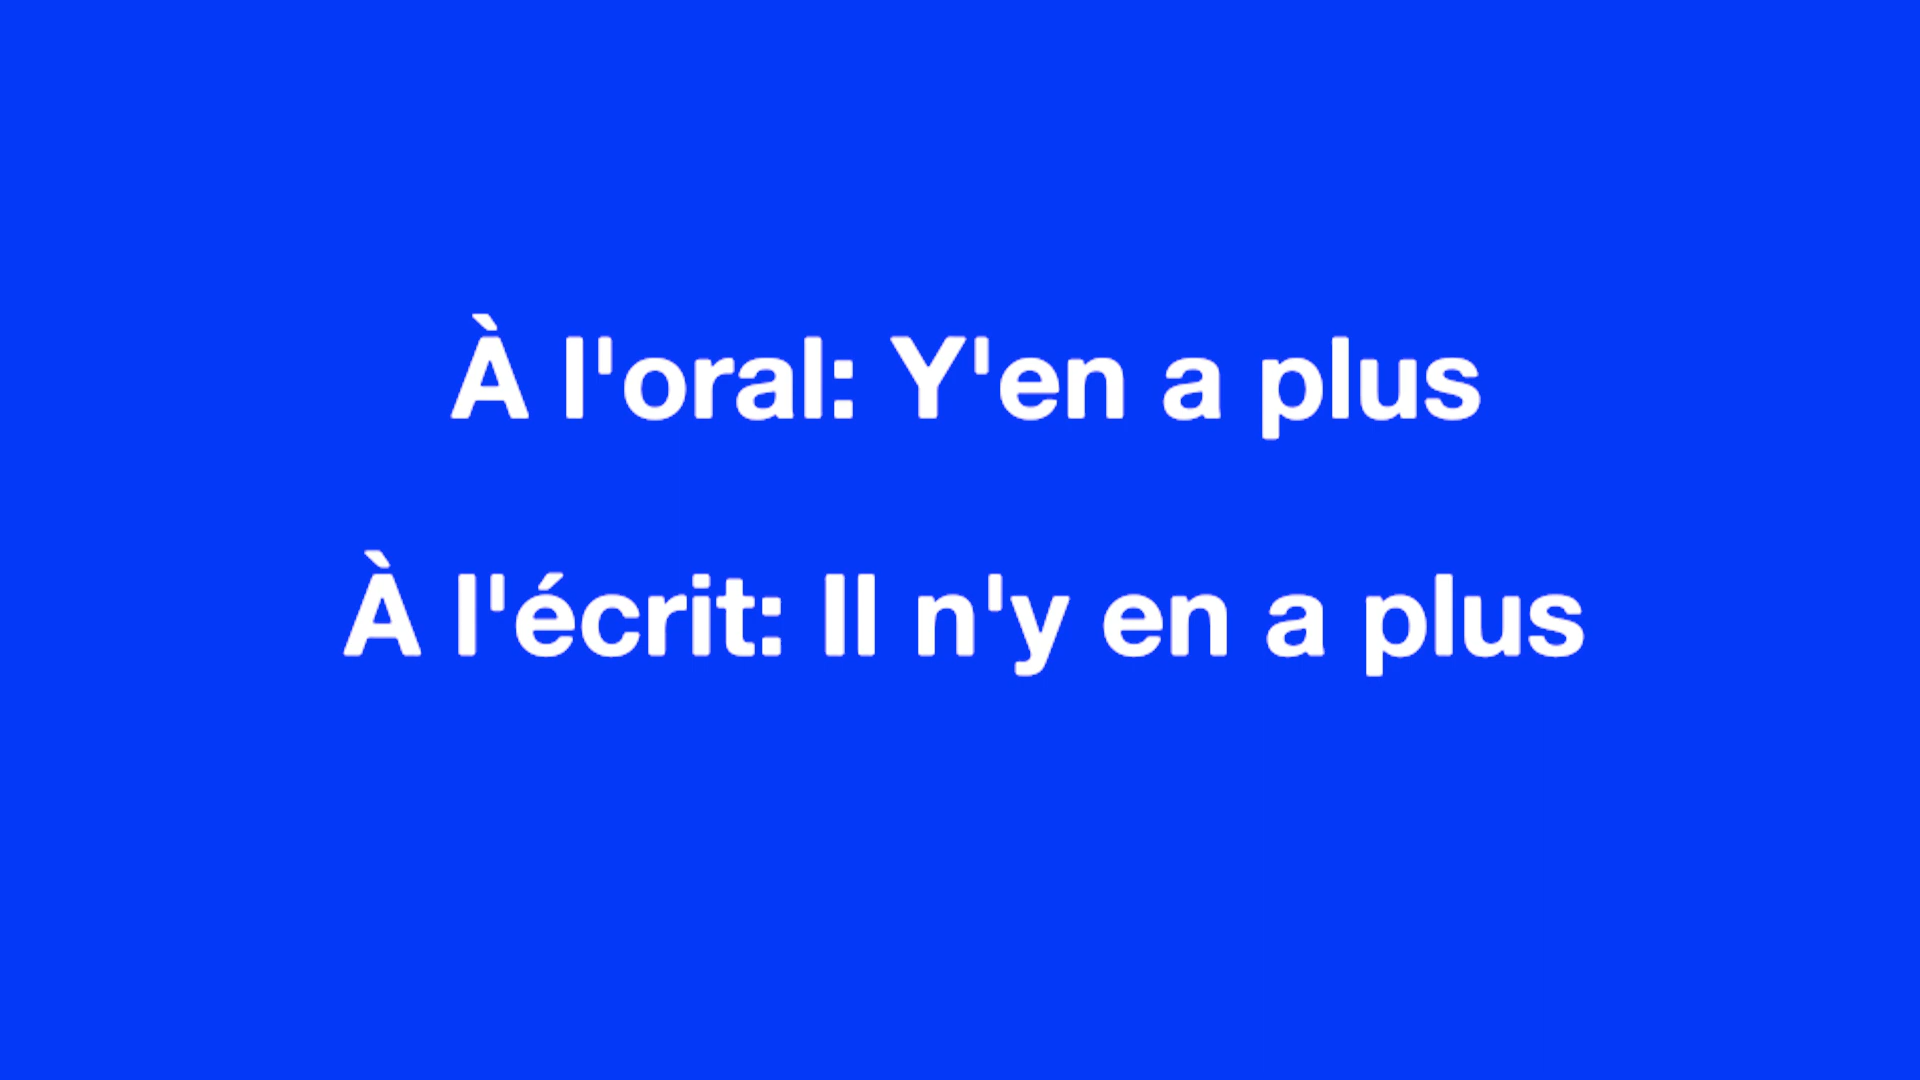 À l'oral: Y'en a plus
À l'écrit: Il n'y en a plus